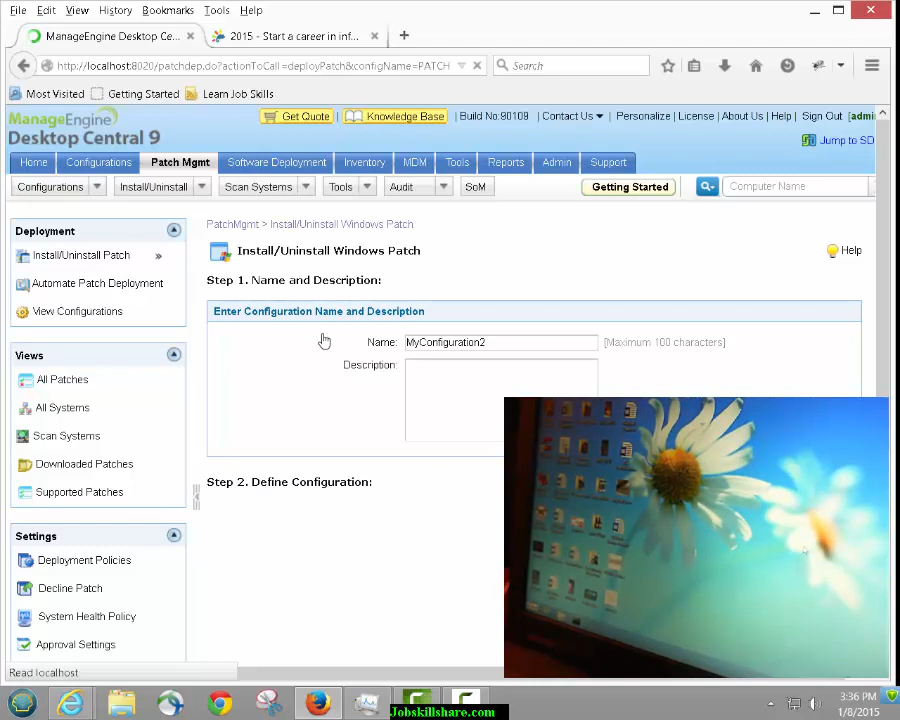 File Edit View History Bookmarks Tools Help
ManageEngine Desktop Ce...
2015 - Start a career in inf...
http://localhost:8020/patchdep.do?actionToCall=deployPatch&configName=PATCH
Search
Most Visited Getting Started Learn Job Skills
ManageEngine
Desktop Central 9
Get Quote | Knowledge Base | Build No:90109 | Contact Us | Personalize | License | About Us | Help | Sign Out [admi
Jump to SD
Home Configurations Patch Mgmt Software Deployment Inventory MDM Tools Reports Admin Support
Configurations Install/Uninstall Scan Systems Tools Audit SoM Getting Started Computer Name
Deployment
Install/Uninstall Patch »
Automate Patch Deployment
View Configurations
Views
All Patches
All Systems
Scan Systems
Downloaded Patches
Supported Patches
Settings
Deployment Policies
Decline Patch
System Health Policy
Approval Settings
PatchMgmt > Install/Uninstall Windows Patch
Install/Uninstall Windows Patch
Help
Step 1. Name and Description:
Enter Configuration Name and Description
Name: MyConfiguration2 [Maximum 100 characters]
Description:
Step 2. Define Configuration:
Read localhost
Jobskillshare.com
3:36 PM
1/8/2015